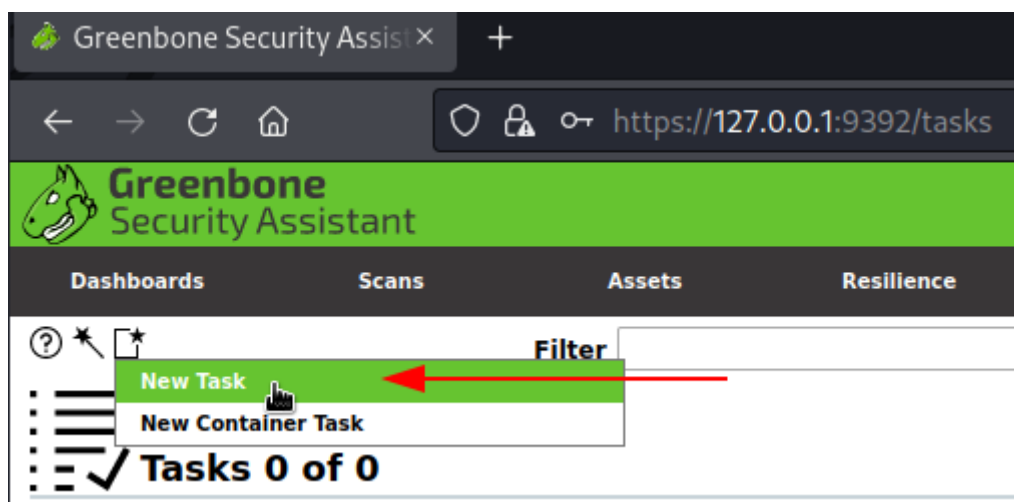 Greenbone Security Assist
https://127.0.0.1:9392/tasks
Greenbone
Security Assistant
Dashboards Scans Assets Resilience
Filter
New Task
New Container Task
Tasks 0 of 0